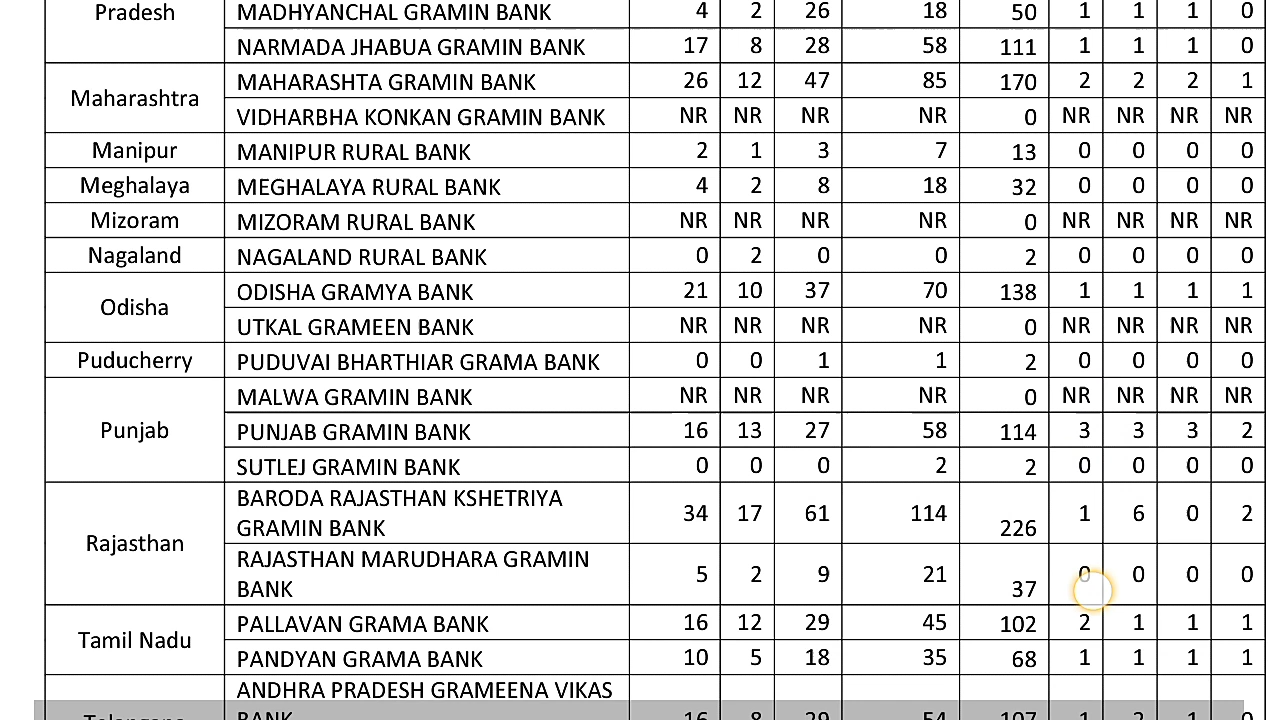 Pradesh MADHYANCHAL GRAMIN BANK 4 2 26 18 50 1 1 1 0
NARMADA JHABUA GRAMIN BANK 17 8 28 58 111 1 1 1 0
Maharashtra MAHARASHTA GRAMIN BANK 26 12 47 85 170 2 2 2 1
VIDHARBHA KONKAN GRAMIN BANK NR NR NR NR 0 NR NR NR NR
Manipur MANIPUR RURAL BANK 2 1 3 7 13 0 0 0 0
Meghalaya MEGHALAYA RURAL BANK 4 2 8 18 32 0 0 0 0
Mizoram MIZORAM RURAL BANK NR NR NR NR 0 NR NR NR NR
Nagaland NAGALAND RURAL BANK 0 2 0 0 2 0 0 0 0
Odisha ODISHA GRAMYA BANK 21 10 37 70 138 1 1 1 1
UTKAL GRAMEEN BANK NR NR NR NR 0 NR NR NR NR
Puducherry PUDUVAI BHARTHIAR GRAMA BANK 0 0 1 1 2 0 0 0 0
MALWA GRAMIN BANK NR NR NR NR 0 NR NR NR NR
Punjab PUNJAB GRAMIN BANK 16 13 27 58 114 3 3 3 2
SUTLEJ GRAMIN BANK 0 0 0 2 2 0 0 0 0
Rajasthan BARODA RAJASTHAN KSHETRIYA
GRAMIN BANK 34 17 61 114 226 1 6 0 2
RAJASTHAN MARUDHARA GRAMIN
BANK 5 2 9 21 37 0 0 0 0
Tamil Nadu PALLAVAN GRAMA BANK 16 12 29 45 102 2 1 1 1
PANDYAN GRAMA BANK 10 5 18 35 68 1 1 1 1
ANDHRA PRADESH GRAMEENA VIKAS
Telangana BANK 16 8 29 54 107 1 2 1 0